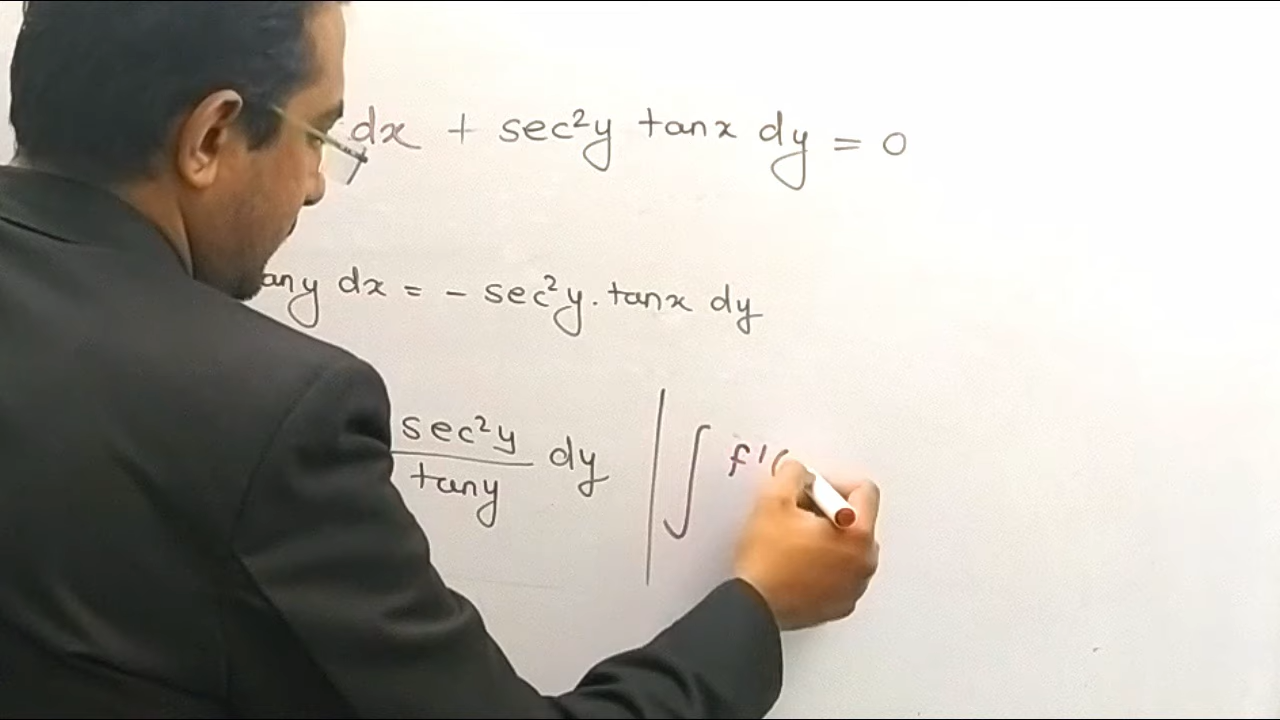 dx + sec²y tanx dy = 0
any dx = - sec²y. tanx dy
sec²y / tany dy | ∫ f'(